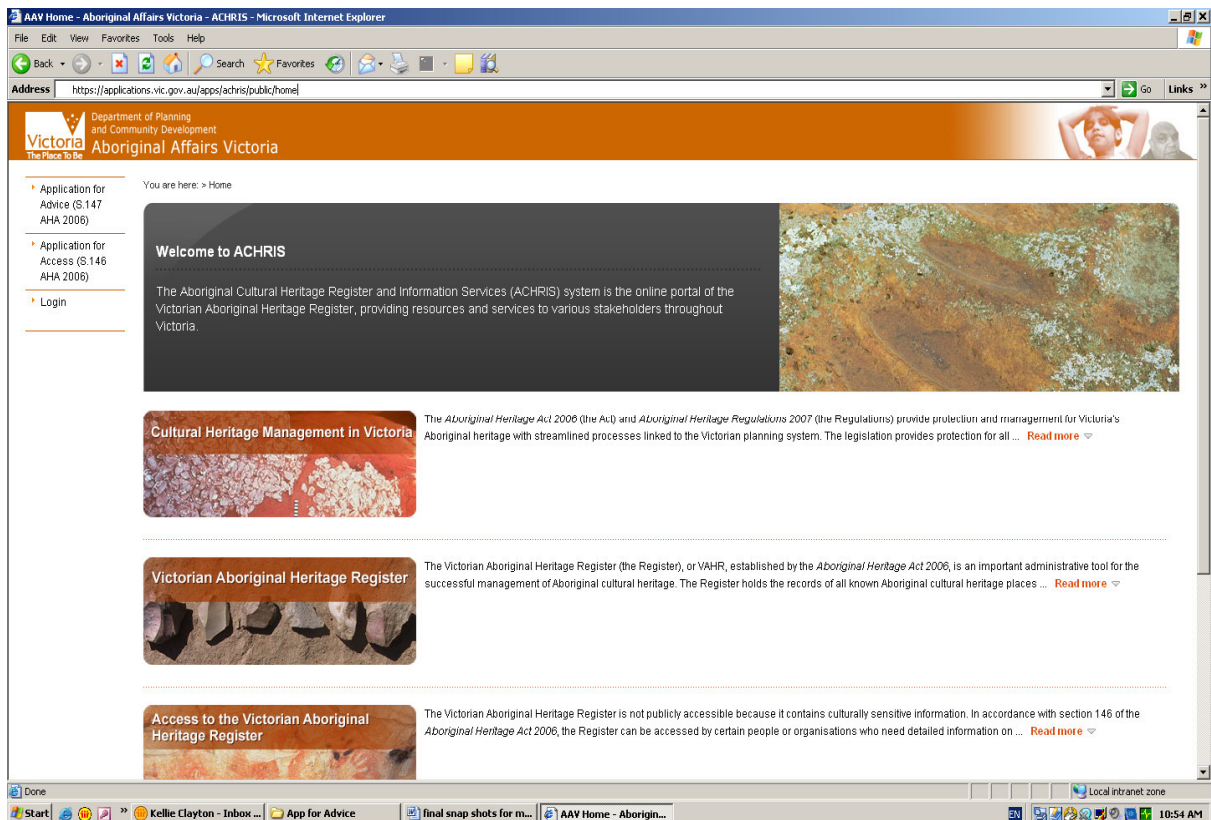 AAV Home - Aboriginal Affairs Victoria - ACHRIS - Microsoft Internet Explorer
File Edit View Favorites Tools Help
Back Search Favorites
Address https://applications.vic.gov.au/apps/achris/public/home Go Links »
Department of Planning
and Community Development
Victoria
The Place To Be
Aboriginal Affairs Victoria
Application for
Advice (S.147
AHA 2006)
Application for
Access (S.146
AHA 2006)
Login
You are here: > Home
Welcome to ACHRIS
The Aboriginal Cultural Heritage Register and Information Services (ACHRIS) system is the online portal of the
Victorian Aboriginal Heritage Register, providing resources and services to various stakeholders throughout
Victoria.
Cultural Heritage Management in Victoria
The Aboriginal Heritage Act 2006 (the Act) and Aboriginal Heritage Regulations 2007 (the Regulations) provide protection and management for Victoria's
Aboriginal heritage with streamlined processes linked to the Victorian planning system. The legislation provides protection for all ... Read more
Victorian Aboriginal Heritage Register
The Victorian Aboriginal Heritage Register (the Register), or VAHR, established by the Aboriginal Heritage Act 2006, is an important administrative tool for the
successful management of Aboriginal cultural heritage. The Register holds the records of all known Aboriginal cultural heritage places ... Read more
Access to the Victorian Aboriginal
Heritage Register
The Victorian Aboriginal Heritage Register is not publicly accessible because it contains culturally sensitive information. In accordance with section 146 of the
Aboriginal Heritage Act 2006, the Register can be accessed by certain people or organisations who need detailed information on ... Read more
Done Local intranet zone
Start » Kellie Clayton - Inbox ... App for Advice final snap shots for m... AAV Home - Aborigin... EN 10:54 AM